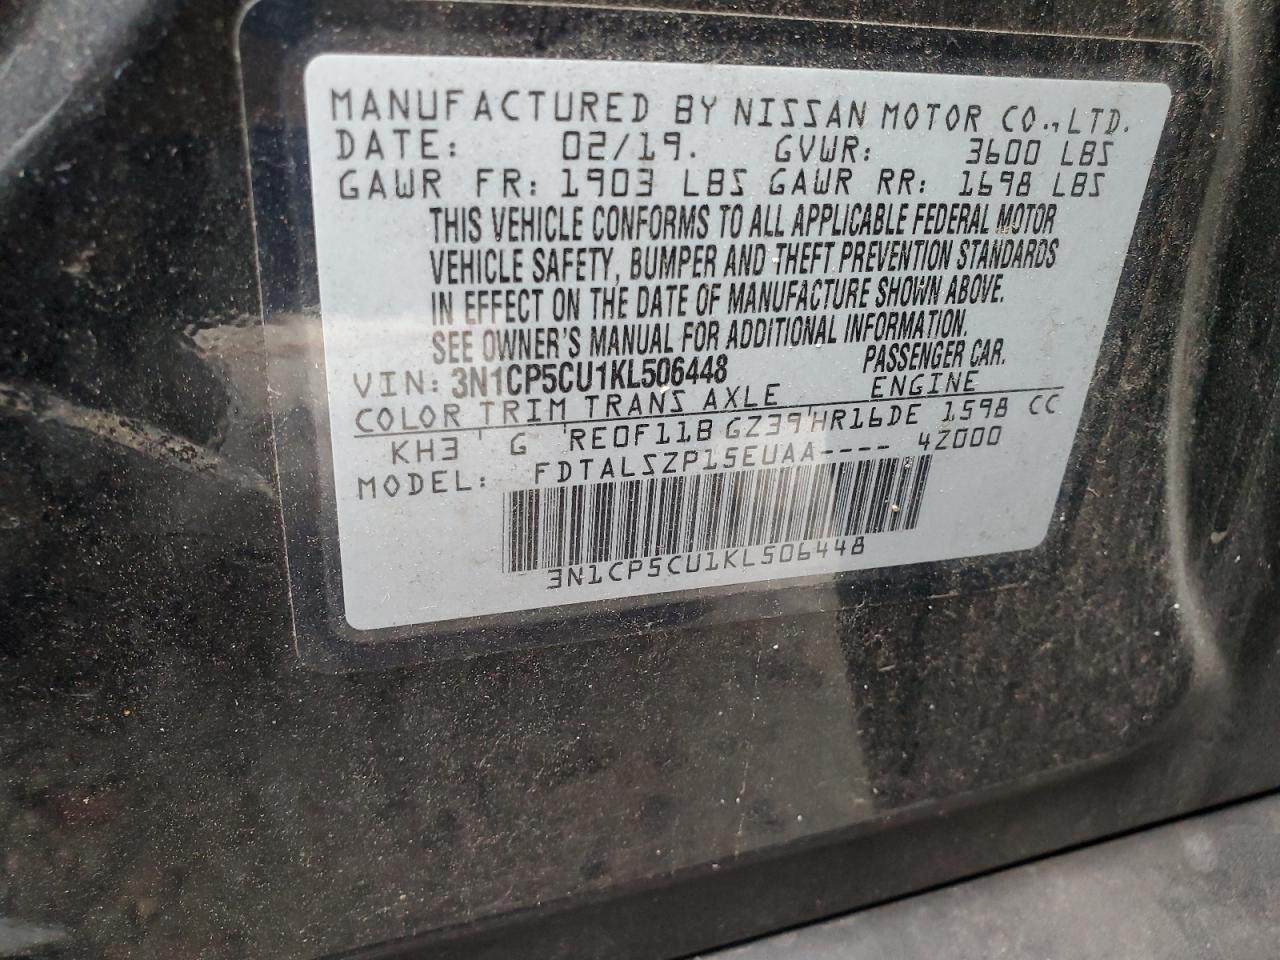 MANUFACTURED BY NISSAN MOTOR CO.,LTD.
DATE: 02/19. GVWR: 3600 LBS
GAWR FR: 1903 LBS GAWR RR: 1698 LBS
THIS VEHICLE CONFORMS TO ALL APPLICABLE FEDERAL MOTOR
VEHICLE SAFETY, BUMPER AND THEFT PREVENTION STANDARDS
IN EFFECT ON THE DATE OF MANUFACTURE SHOWN ABOVE.
SEE OWNER'S MANUAL FOR ADDITIONAL INFORMATION.
VIN: 3N1CP5CU1KL506448 PASSENGER CAR.
COLOR TRIM TRANS AXLE ENGINE
KH3 ' G ' RE0F11B GZ39'HR16DE 1598 CC
MODEL: FDTALSZP15EUAA---- 4Z000
3N1CP5CU1KL506448